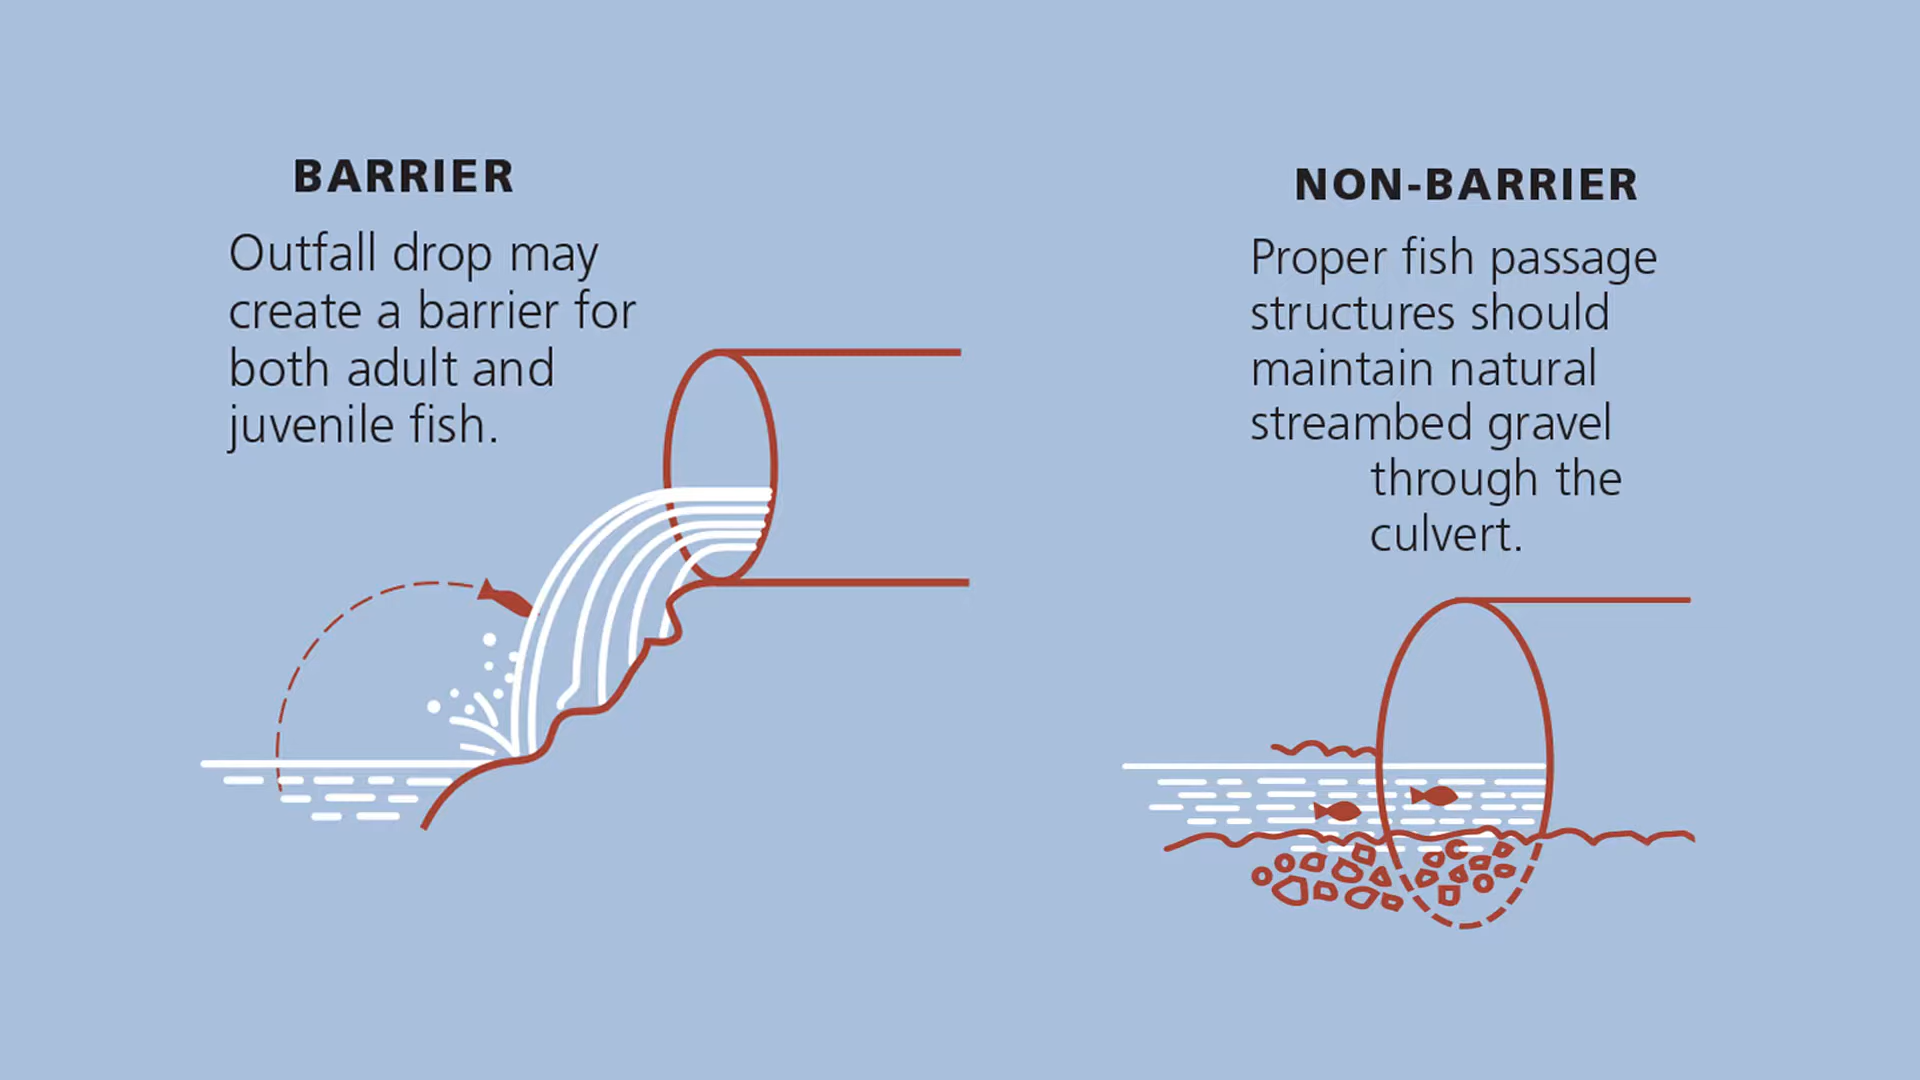 BARRIER
Outfall drop may
create a barrier for
both adult and
juvenile fish.
NON-BARRIER
Proper fish passage
structures should
maintain natural
streambed gravel
through the
culvert.